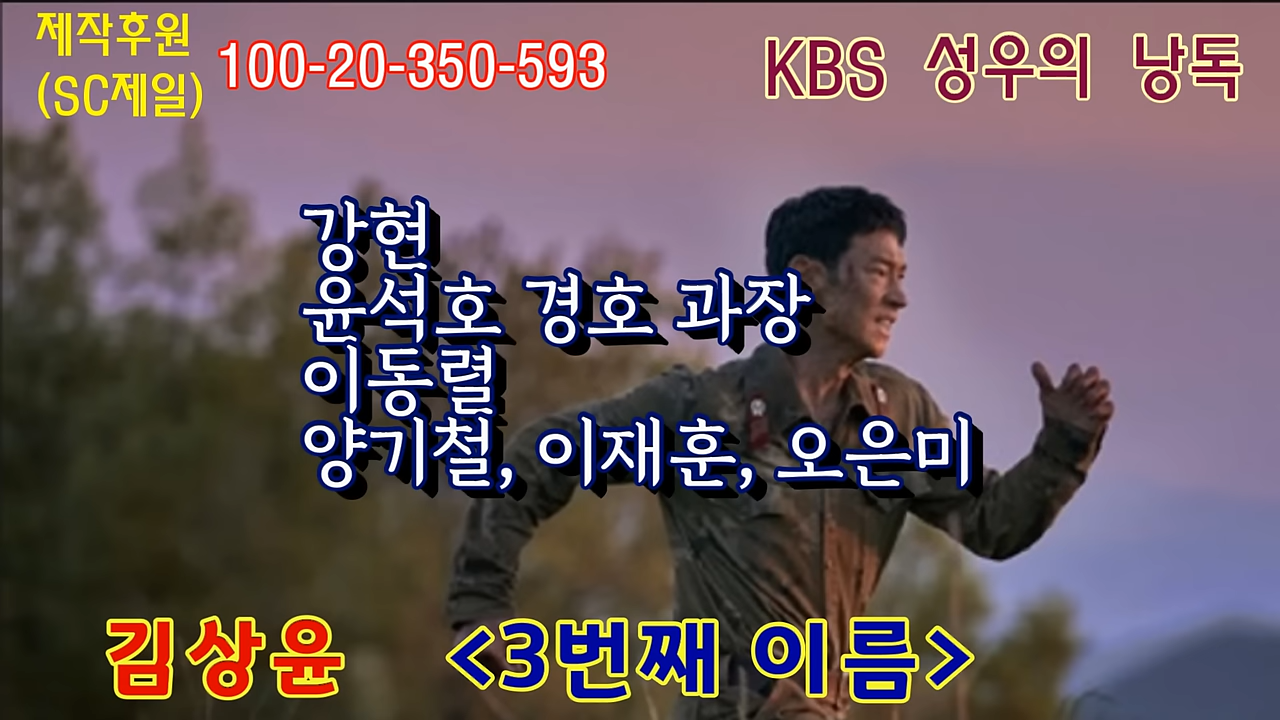 제작후원
(SC제일)
100-20-350-593
KBS 성우의 낭독
강현
윤석호 경호 과장
이동렬
양기철, 이재훈, 오은미
김상윤 <3번째 이름>